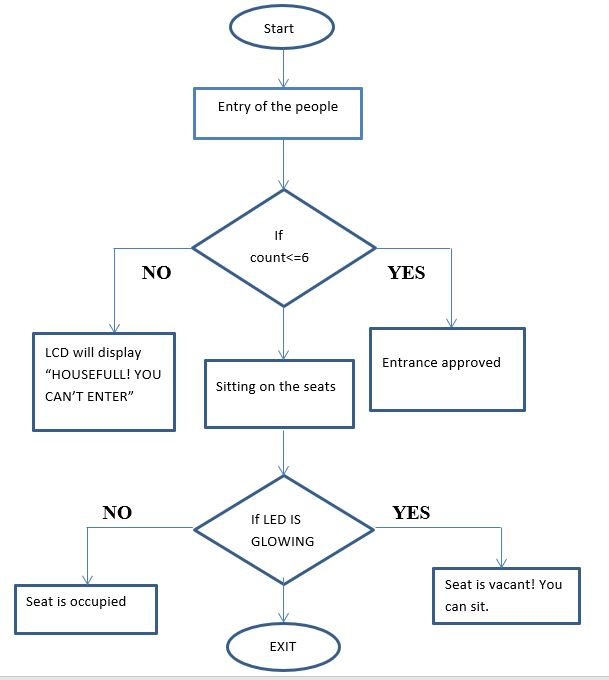 Start
Entry of the people
If
count<=6
NO
YES
LCD will display
“HOUSEFULL! YOU
CAN’T ENTER”
Sitting on the seats
Entrance approved
NO
YES
If LED IS
GLOWING
Seat is occupied
Seat is vacant! You
can sit.
EXIT